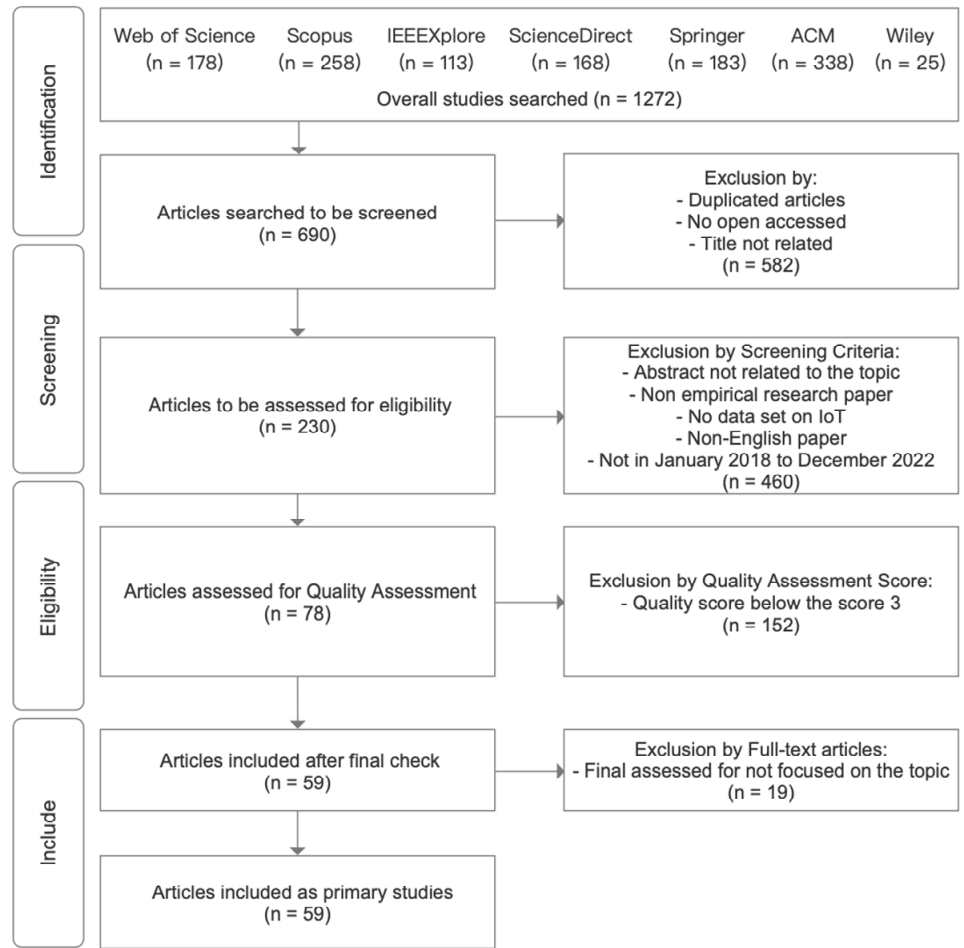 Identification
Web of Science Scopus IEEEXplore ScienceDirect Springer ACM Wiley
(n = 178) (n = 258) (n = 113) (n = 168) (n = 183) (n = 338) (n = 25)
Overall studies searched (n = 1272)
Articles searched to be screened
(n = 690)
Exclusion by:
- Duplicated articles
- No open accessed
- Title not related
(n = 582)
Screening
Articles to be assessed for eligibility
(n = 230)
Exclusion by Screening Criteria:
- Abstract not related to the topic
- Non empirical research paper
- No data set on IoT
- Non-English paper
- Not in January 2018 to December 2022
(n = 460)
Eligibility
Articles assessed for Quality Assessment
(n = 78)
Exclusion by Quality Assessment Score:
- Quality score below the score 3
(n = 152)
Include
Articles included after final check
(n = 59)
Exclusion by Full-text articles:
- Final assessed for not focused on the topic
(n = 19)
Articles included as primary studies
(n = 59)